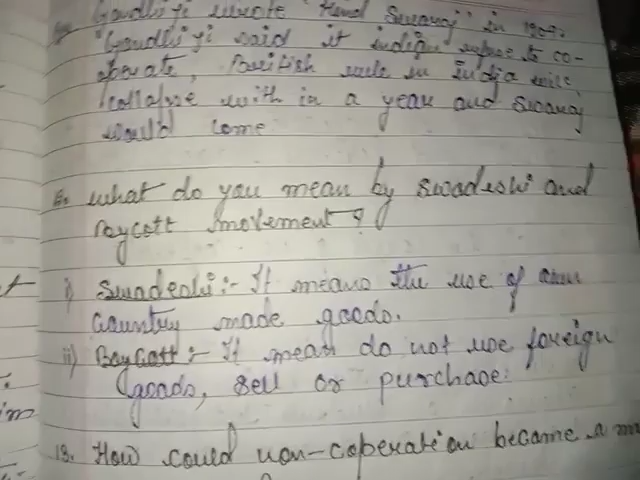 Gandhiji wrote "Hind Swaraj" in 1909.
"Gandhiji said if indian refuse to co-
operate, British rule in India will
collapse with in a year and Swaraj
would come
what do you mean by swadeshi and
Boycott movement?
i) Swadeshi:- It means the use of own
Country made goods.
ii) Boycott:- It mean do not use foreign
goods, sell or purchase.
13. How could non-coperation became a m